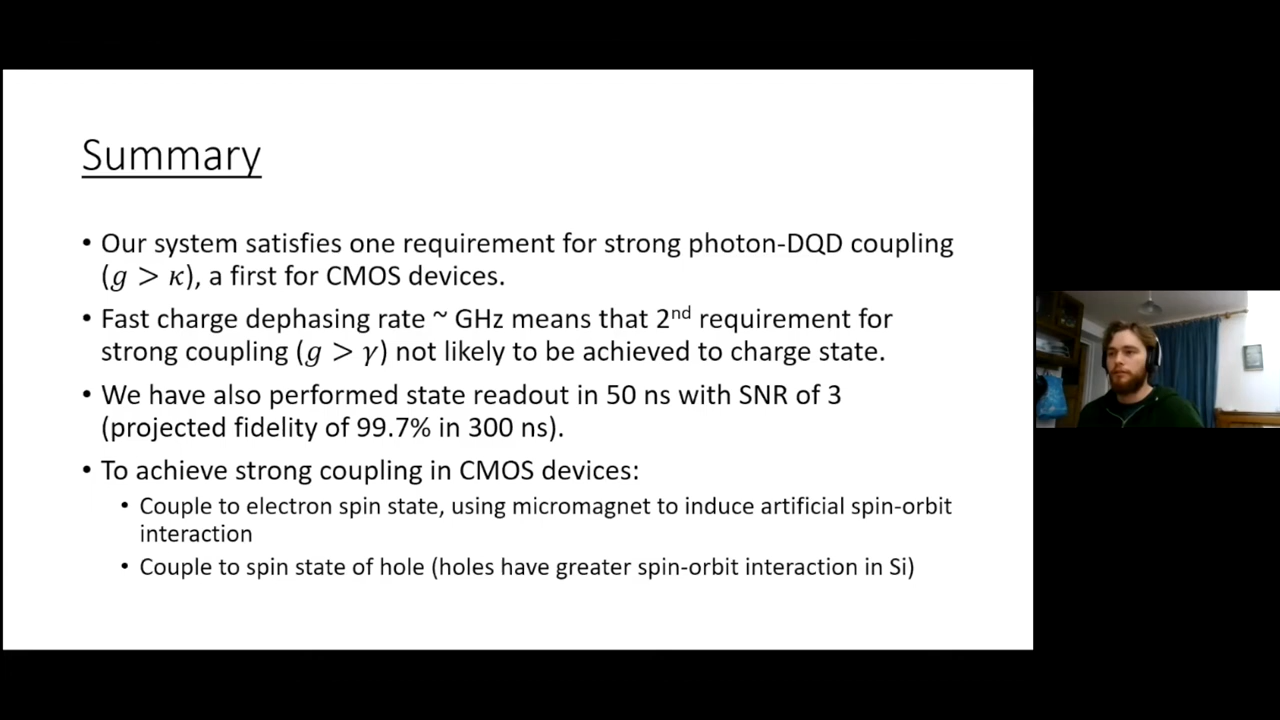 Summary
• Our system satisfies one requirement for strong photon-DQD coupling
(g > κ), a first for CMOS devices.
• Fast charge dephasing rate ~ GHz means that 2nd requirement for
strong coupling (g > γ) not likely to be achieved to charge state.
• We have also performed state readout in 50 ns with SNR of 3
(projected fidelity of 99.7% in 300 ns).
• To achieve strong coupling in CMOS devices:
• Couple to electron spin state, using micromagnet to induce artificial spin-orbit
interaction
• Couple to spin state of hole (holes have greater spin-orbit interaction in Si)